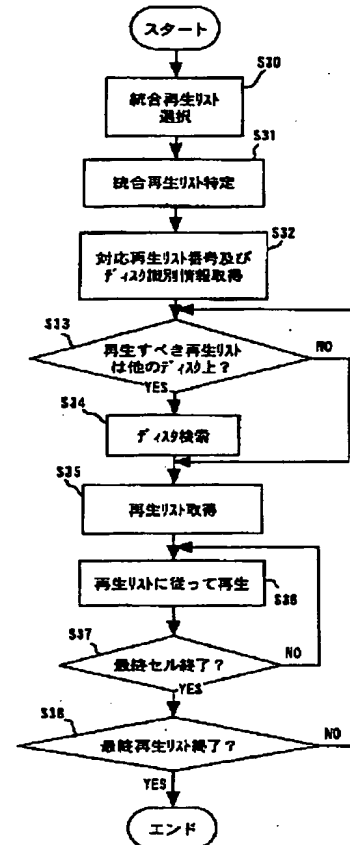 スタート
S30
統合再生リスト
選択
S31
統合再生リスト特定
S32
対応再生リスト番号及び
ディスク識別情報取得
S33
再生すべき再生リスト
は他のディスク上?
NO
YES
S34
ディスク検索
S35
再生リスト取得
再生リストに従って再生
S36
S37
最終セル終了?
NO
YES
S38
最終再生リスト終了?
NO
YES
エンド